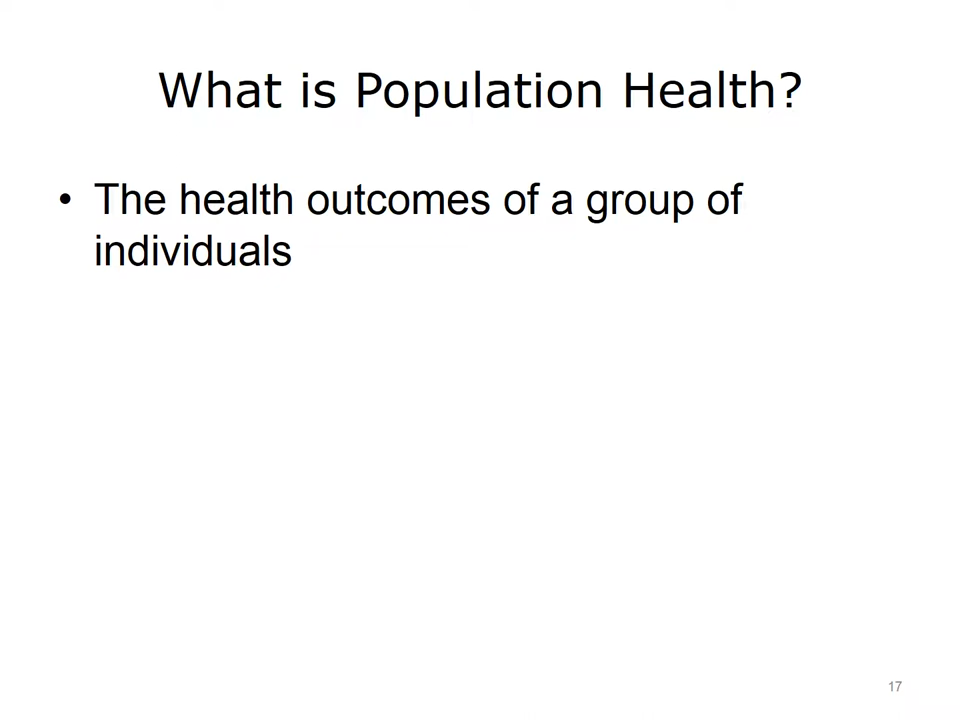 What is Population Health?
• The health outcomes of a group of
individuals
17